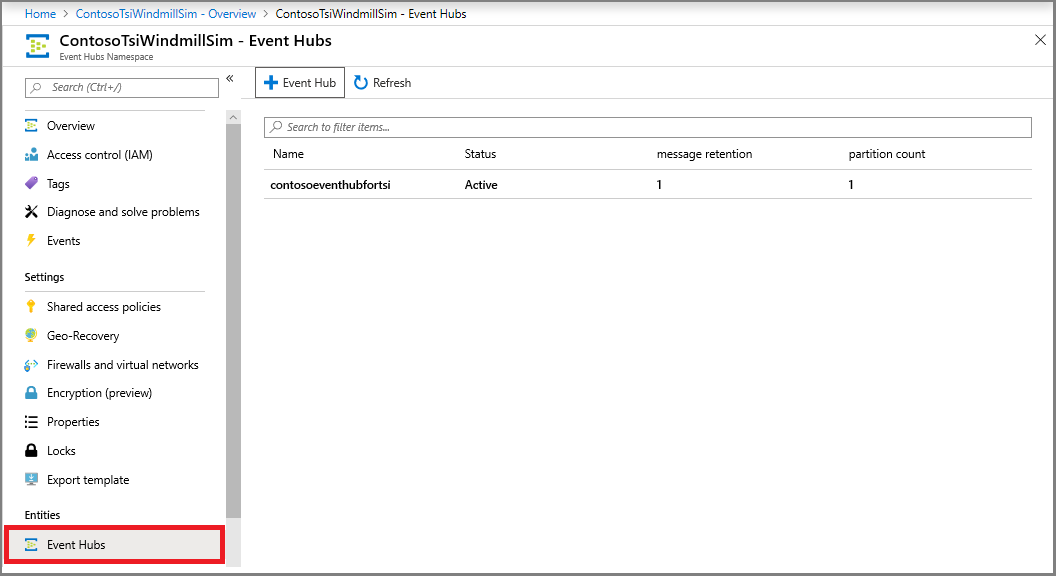 Home > ContosoTsiWindmillSim - Overview > ContosoTsiWindmillSim - Event Hubs
ContosoTsiWindmillSim - Event Hubs
Event Hubs Namespace
Search (Ctrl+/)
«
Overview
Access control (IAM)
Tags
Diagnose and solve problems
Events
Settings
Shared access policies
Geo-Recovery
Firewalls and virtual networks
Encryption (preview)
Properties
Locks
Export template
Entities
Event Hubs
+ Event Hub Refresh
Search to filter items...
Name Status message retention partition count
contosoeventhubfortsi Active 1 1